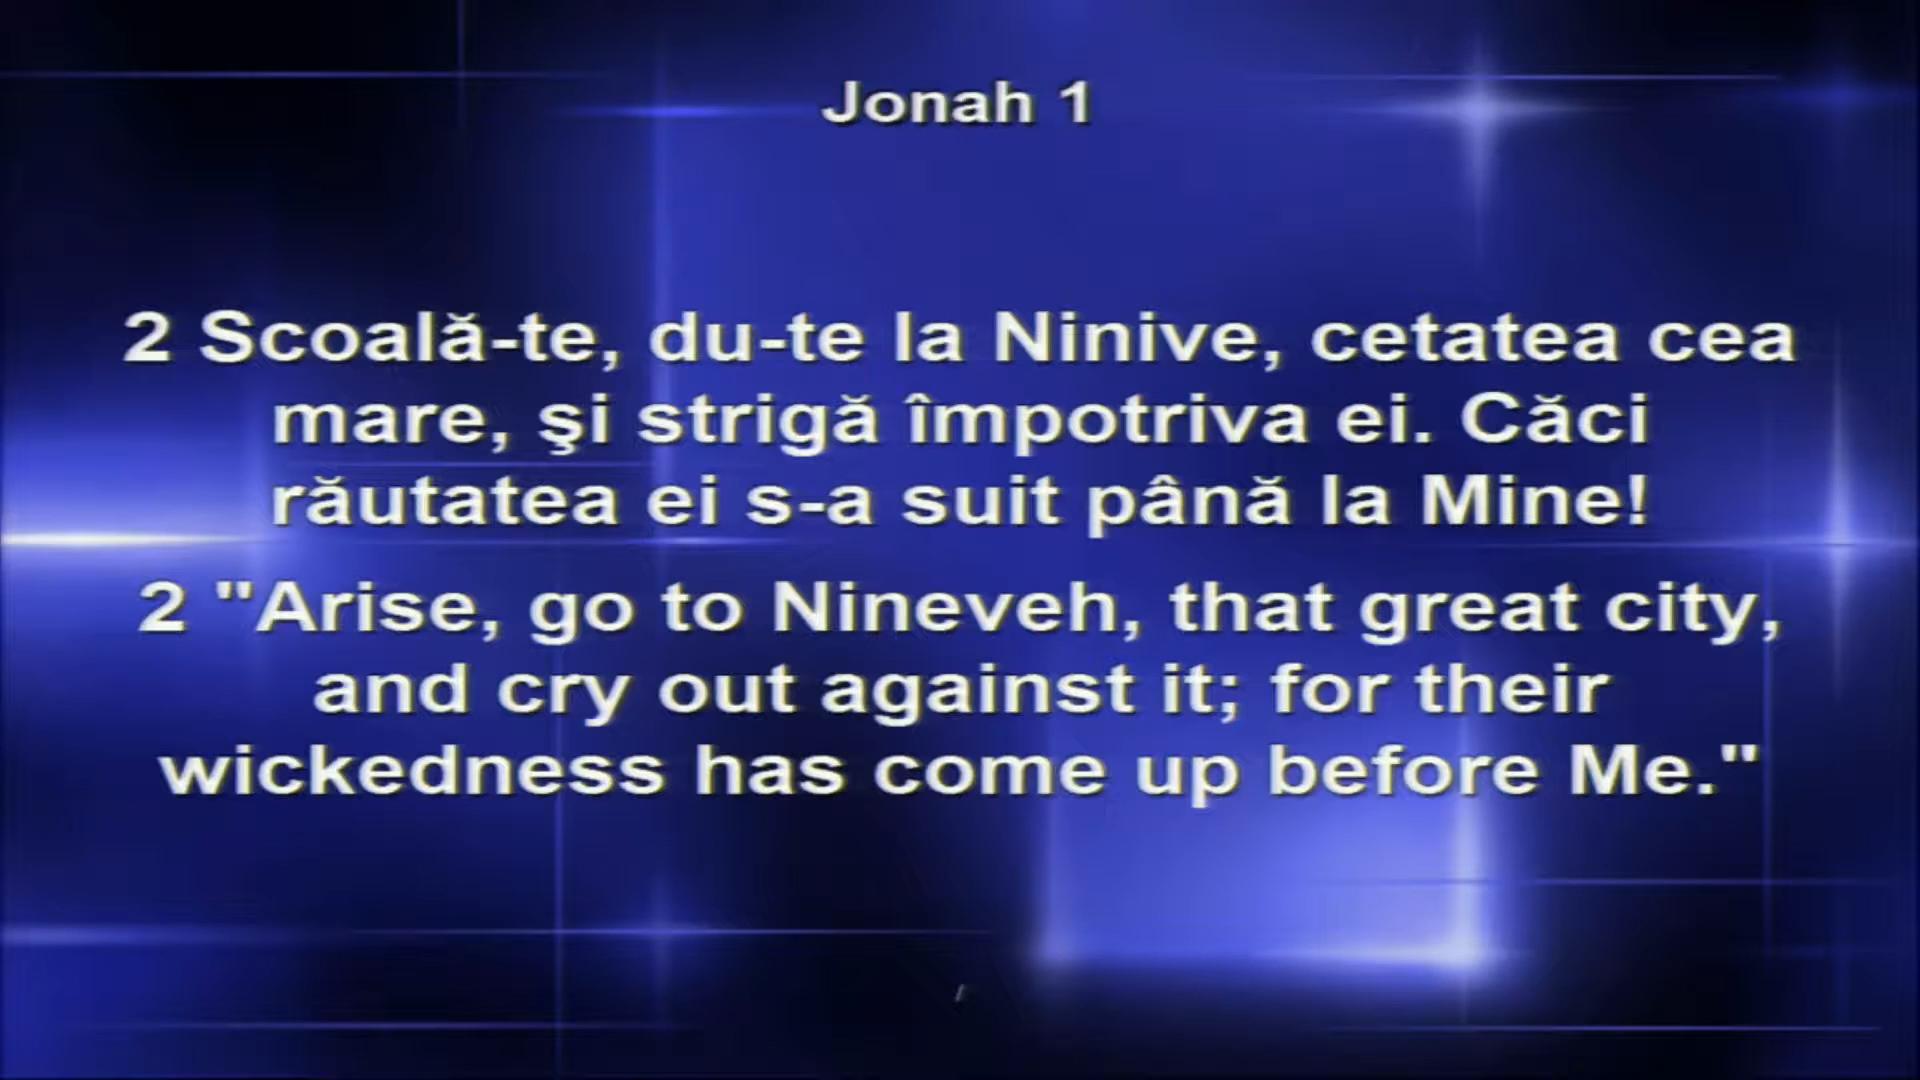 Jonah 1
2 Scoală-te, du-te la Ninive, cetatea cea
mare, şi strigă împotriva ei. Căci
răutatea ei s-a suit până la Mine!
2 "Arise, go to Nineveh, that great city,
and cry out against it; for their
wickedness has come up before Me."
/